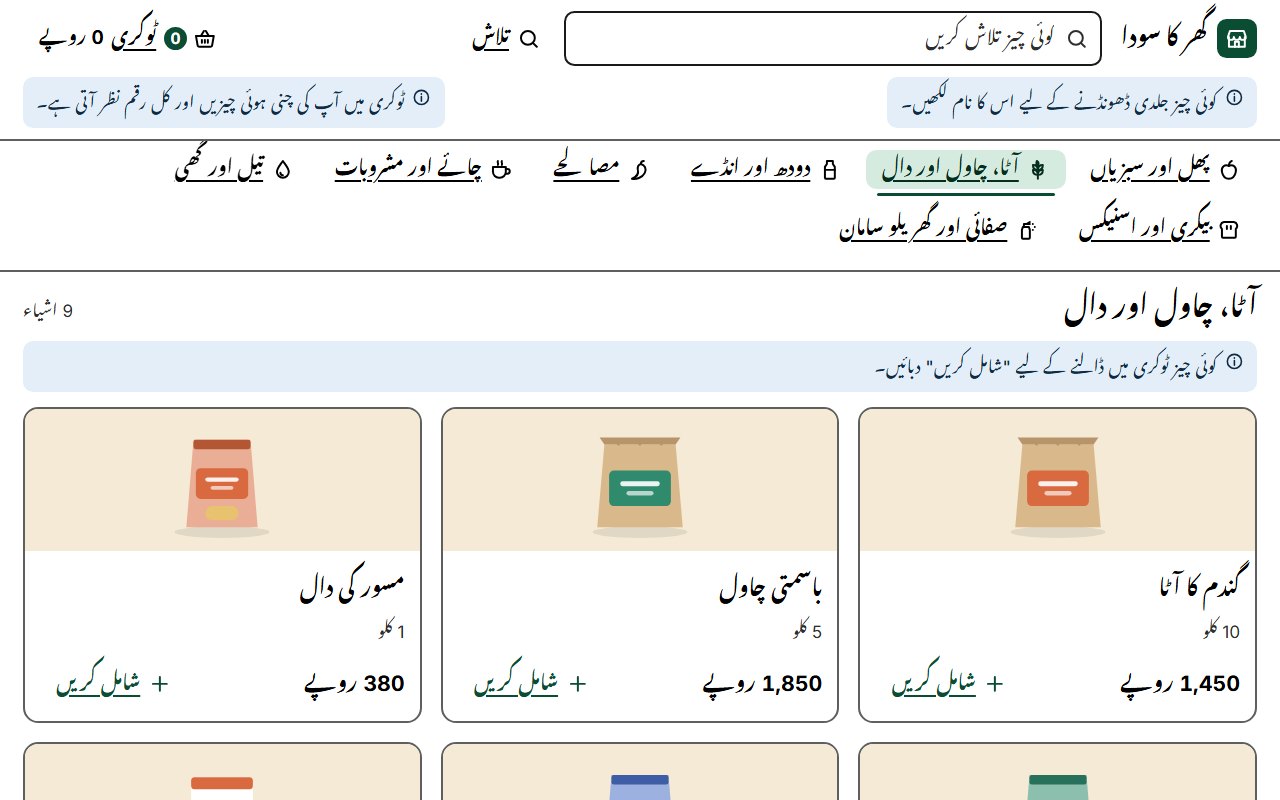 گھر کا سودا
کوئی چیز تلاش کریں
تلاش
ٹوکری 0 0 روپے
کوئی چیز جلدی ڈھونڈنے کے لیے اس کا نام لکھیں۔
ٹوکری میں آپ کی چنی ہوئی چیزیں اور کل رقم نظر آتی ہے۔
پھل اور سبزیاں
آٹا، چاول اور دال
دودھ اور انڈے
مصالحے
چائے اور مشروبات
تیل اور گھی
بیکری اور اسنیکس
صفائی اور گھریلو سامان
آٹا، چاول اور دال
9 اشیاء
کوئی چیز ٹوکری میں ڈالنے کے لیے "شامل کریں" دبائیں۔
گندم کا آٹا
10 کلو
1,450 روپے
شامل کریں
باسمتی چاول
5 کلو
1,850 روپے
شامل کریں
مسور کی دال
1 کلو
380 روپے
شامل کریں